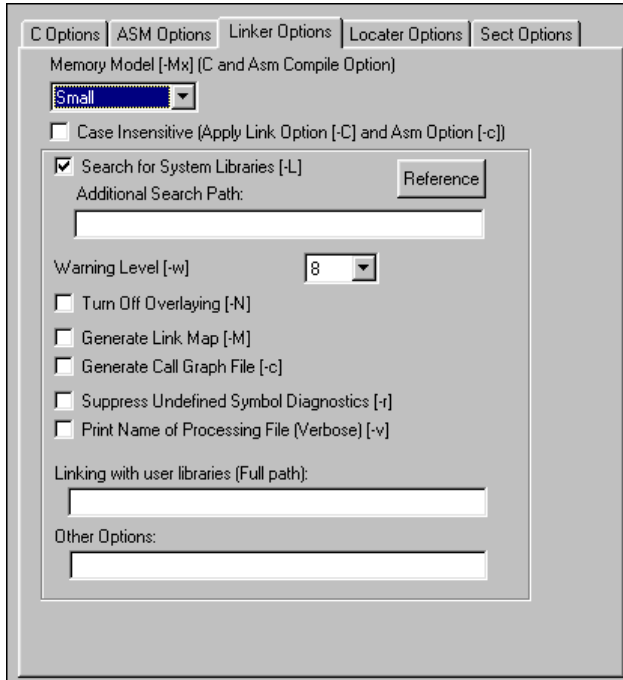 C Options ASM Options Linker Options Locater Options Sect Options
Memory Model [-Mx] (C and Asm Compile Option)
Small
Case Insensitive (Apply Link Option [-C] and Asm Option [-c])
Search for System Libraries [-L]
Reference
Additional Search Path:
Warning Level [-w] 8
Turn Off Overlaying [-N]
Generate Link Map [-M]
Generate Call Graph File [-c]
Suppress Undefined Symbol Diagnostics [-r]
Print Name of Processing File (Verbose) [-v]
Linking with user libraries (Full path):
Other Options: